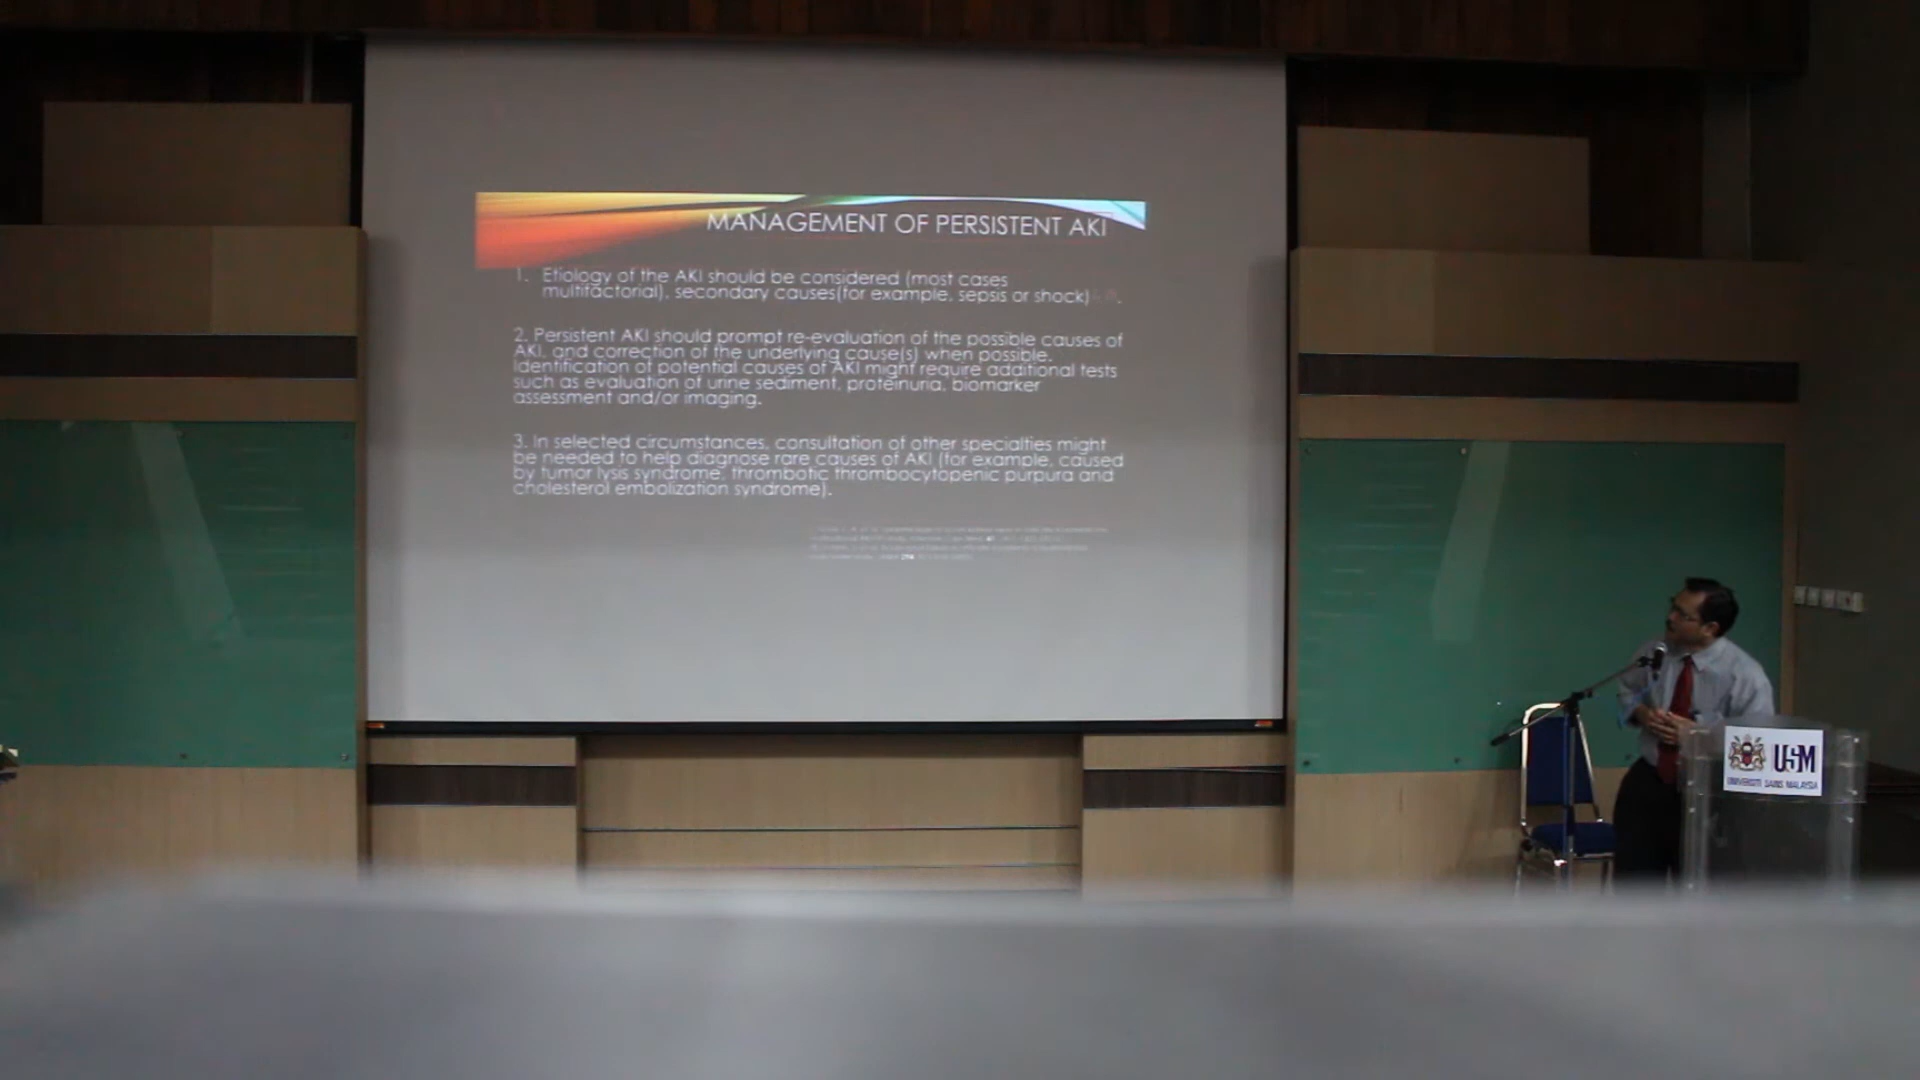 MANAGEMENT OF PERSISTENT AKI
1. Etiology of the AKI should be considered (most cases
multifactorial), secondary causes(for example, sepsis or shock) .
2. Persistent AKI should prompt re-evaluation of the possible causes of
AKI, and correction of the underlying cause(s) when possible.
Identification of potential causes of AKI might require additional tests
such as evaluation of urine sediment, proteinuria, biomarker
assessment and/or imaging.
3. In selected circumstances, consultation of other specialties might
be needed to help diagnose rare causes of AKI (for example, caused
by tumor lysis syndrome, thrombotic thrombocytopenic purpura and
cholesterol embolization syndrome).
USM
UNIVERSITI SAINS MALAYSIA